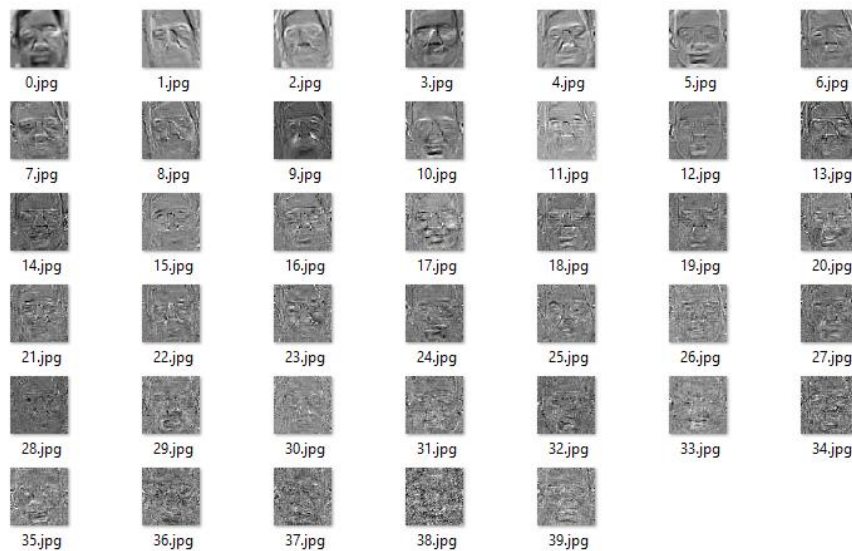 0.jpg 1.jpg 2.jpg 3.jpg 4.jpg 5.jpg 6.jpg
7.jpg 8.jpg 9.jpg 10.jpg 11.jpg 12.jpg 13.jpg
14.jpg 15.jpg 16.jpg 17.jpg 18.jpg 19.jpg 20.jpg
21.jpg 22.jpg 23.jpg 24.jpg 25.jpg 26.jpg 27.jpg
28.jpg 29.jpg 30.jpg 31.jpg 32.jpg 33.jpg 34.jpg
35.jpg 36.jpg 37.jpg 38.jpg 39.jpg